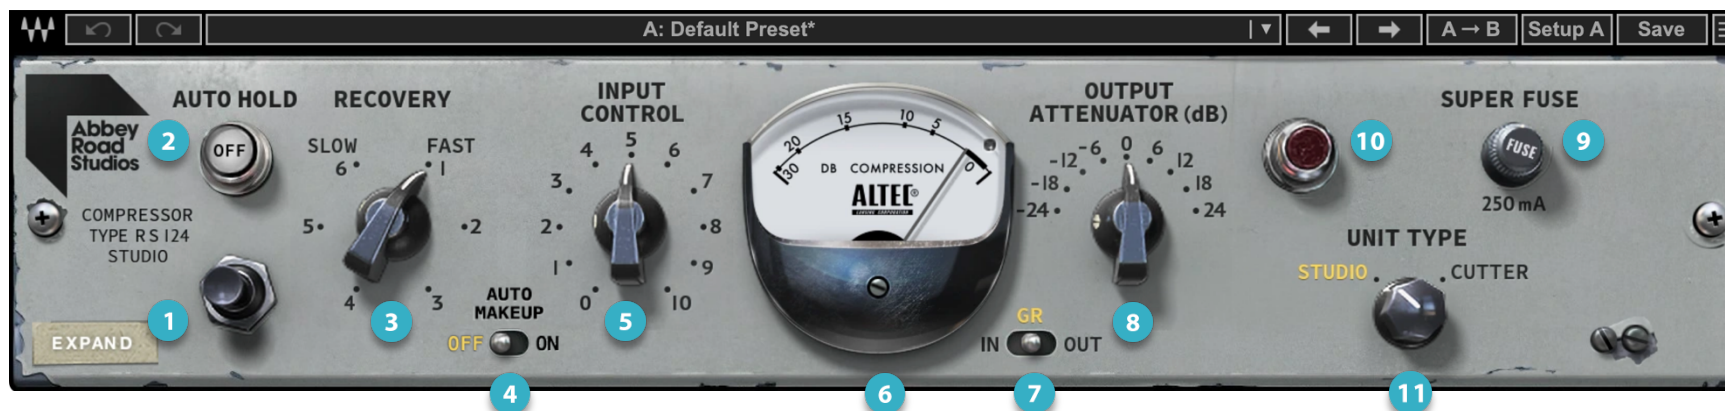 A: Default Preset*
A→B
Setup A
Save
Abbey
Road
Studios
COMPRESSOR
TYPE RS124
STUDIO
EXPAND
1
2
AUTO HOLD
OFF
RECOVERY
SLOW
FAST
6
1
5
2
4
3
3
AUTO
MAKEUP
OFF
ON
4
INPUT
CONTROL
5
4
6
3
7
2
8
1
9
0
10
5
30
20
15
10
5
0
DB COMPRESSION
ALTEC®
LANSING CORPORATION
6
GR
IN
OUT
7
OUTPUT
ATTENUATOR (dB)
0
-6
6
-12
12
-18
18
-24
24
8
10
SUPER FUSE
FUSE
9
250 mA
UNIT TYPE
STUDIO
CUTTER
11